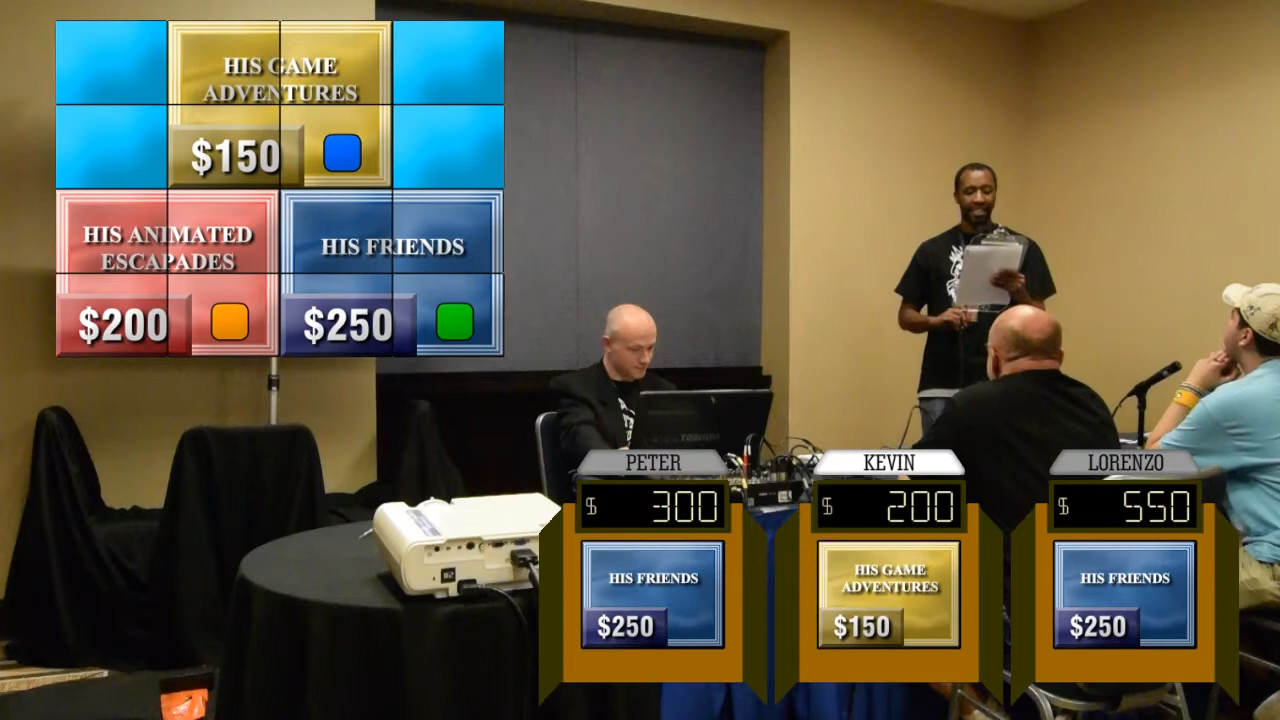 HIS GAME
ADVENTURES
$150
HIS ANIMATED
ESCAPADES
$200
HIS FRIENDS
$250
TOSHIBA
PETER
KEVIN
LORENZO
$ 300
$ 200
$ 550
HIS FRIENDS
$250
HIS GAME
ADVENTURES
$150
HIS FRIENDS
$250